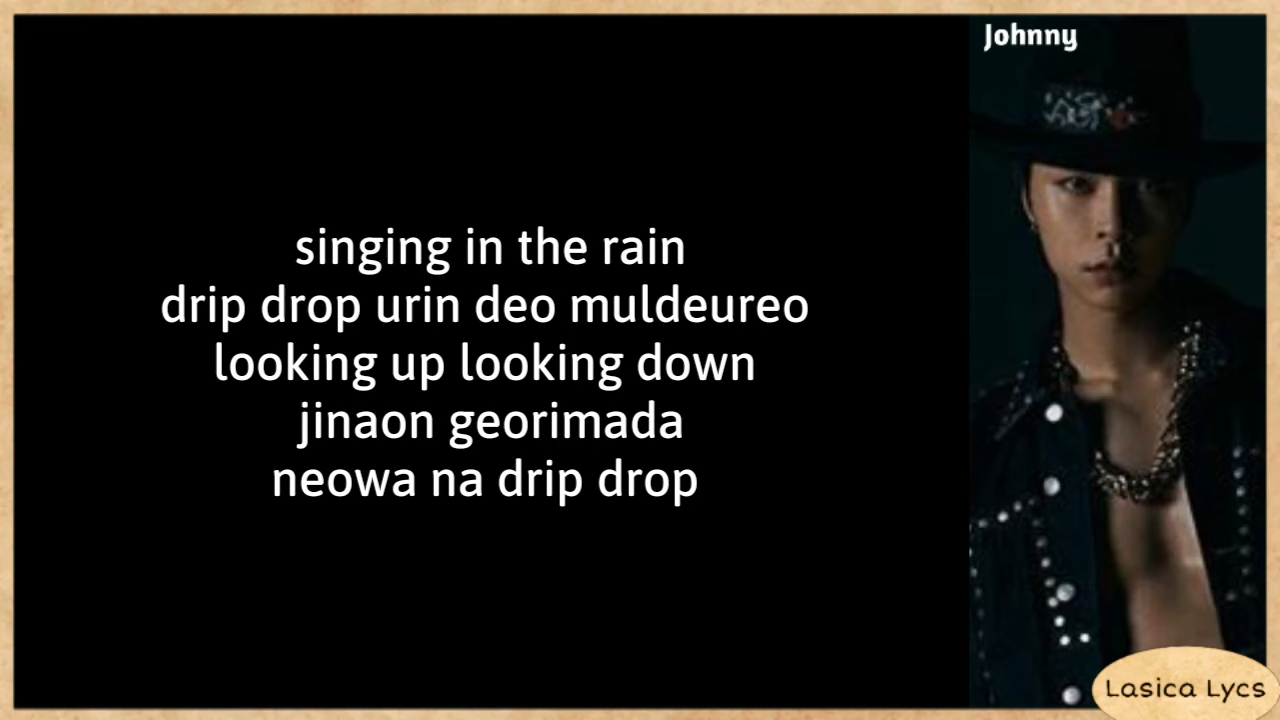 Johnny
singing in the rain
drip drop urin deo muldeureo
looking up looking down
jinaon georimada
neowa na drip drop
Lasica Lycs